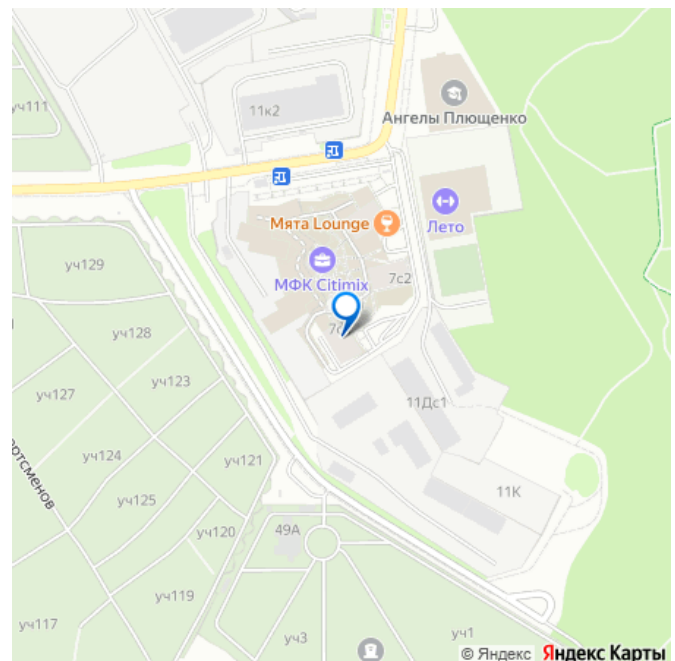 уч111
11к2
Ангелы Плющенко
Мята Lounge
Лето
уч129
МФК Citimix
7с2
уч128
уч127
уч123
11Дс1
уч124
уч121
уч125
11К
уч120
49А
уч119
уч117
уч3
уч1
© Яндекс Яндекс Карты